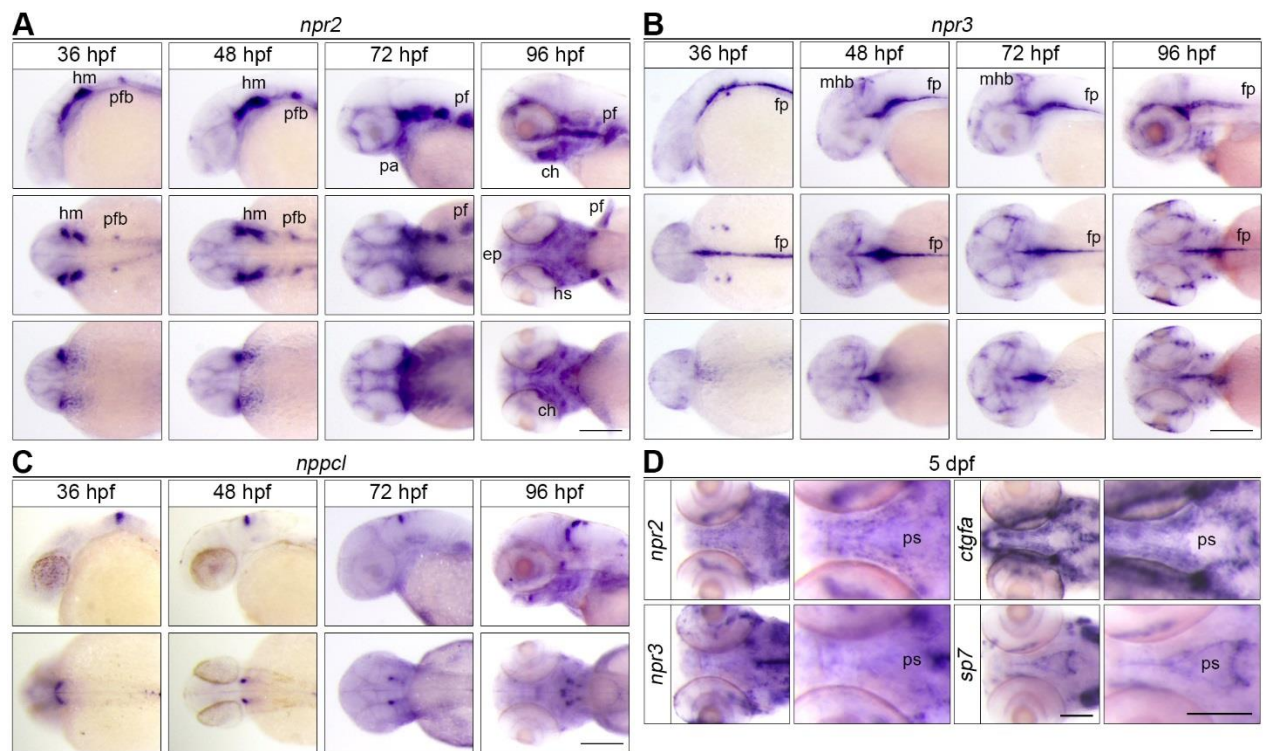 A
npr2
36 hpf 48 hpf 72 hpf 96 hpf
hm hm
pfb pfb pf pf
pa ch
hm pfb hm pfb pf pf
ep
hs
ch
B
npr3
36 hpf 48 hpf 72 hpf 96 hpf
mhb mhb
fp fp fp fp
fp fp fp fp
C
nppcl
36 hpf 48 hpf 72 hpf 96 hpf
D
5 dpf
npr2 ps ctgfa ps
npr3 ps sp7 ps